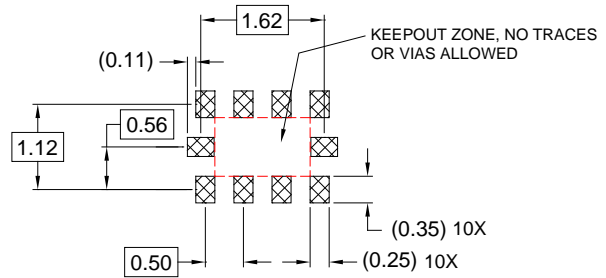 1.62
KEEPOUT ZONE, NO TRACES
OR VIAS ALLOWED
(0.11)
0.56
1.12
(0.35) 10X
0.50
(0.25) 10X